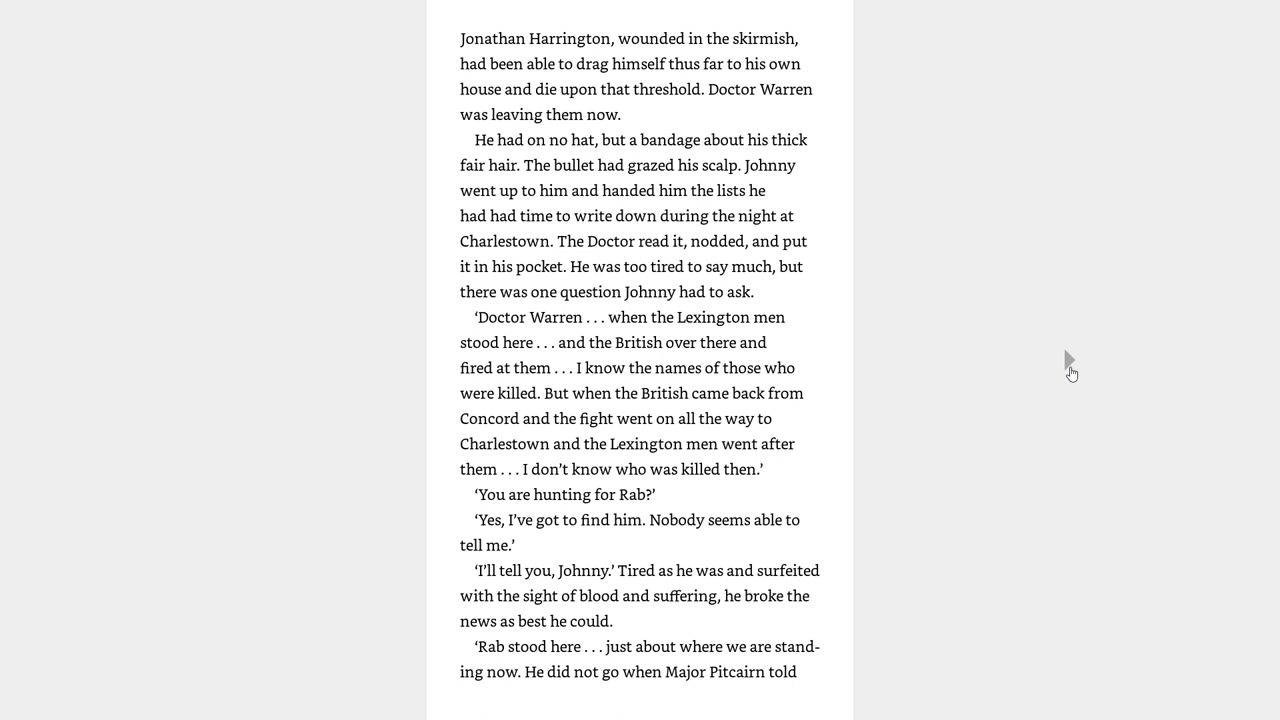 Jonathan Harrington, wounded in the skirmish,
had been able to drag himself thus far to his own
house and die upon that threshold. Doctor Warren
was leaving them now.
He had on no hat, but a bandage about his thick
fair hair. The bullet had grazed his scalp. Johnny
went up to him and handed him the lists he
had had time to write down during the night at
Charlestown. The Doctor read it, nodded, and put
it in his pocket. He was too tired to say much, but
there was one question Johnny had to ask.
‘Doctor Warren . . . when the Lexington men
stood here . . . and the British over there and
fired at them . . . I know the names of those who
were killed. But when the British came back from
Concord and the fight went on all the way to
Charlestown and the Lexington men went after
them . . . I don’t know who was killed then.’
‘You are hunting for Rab?’
‘Yes, I’ve got to find him. Nobody seems able to
tell me.’
‘I’ll tell you, Johnny.’ Tired as he was and surfeited
with the sight of blood and suffering, he broke the
news as best he could.
‘Rab stood here . . . just about where we are stand-
ing now. He did not go when Major Pitcairn told